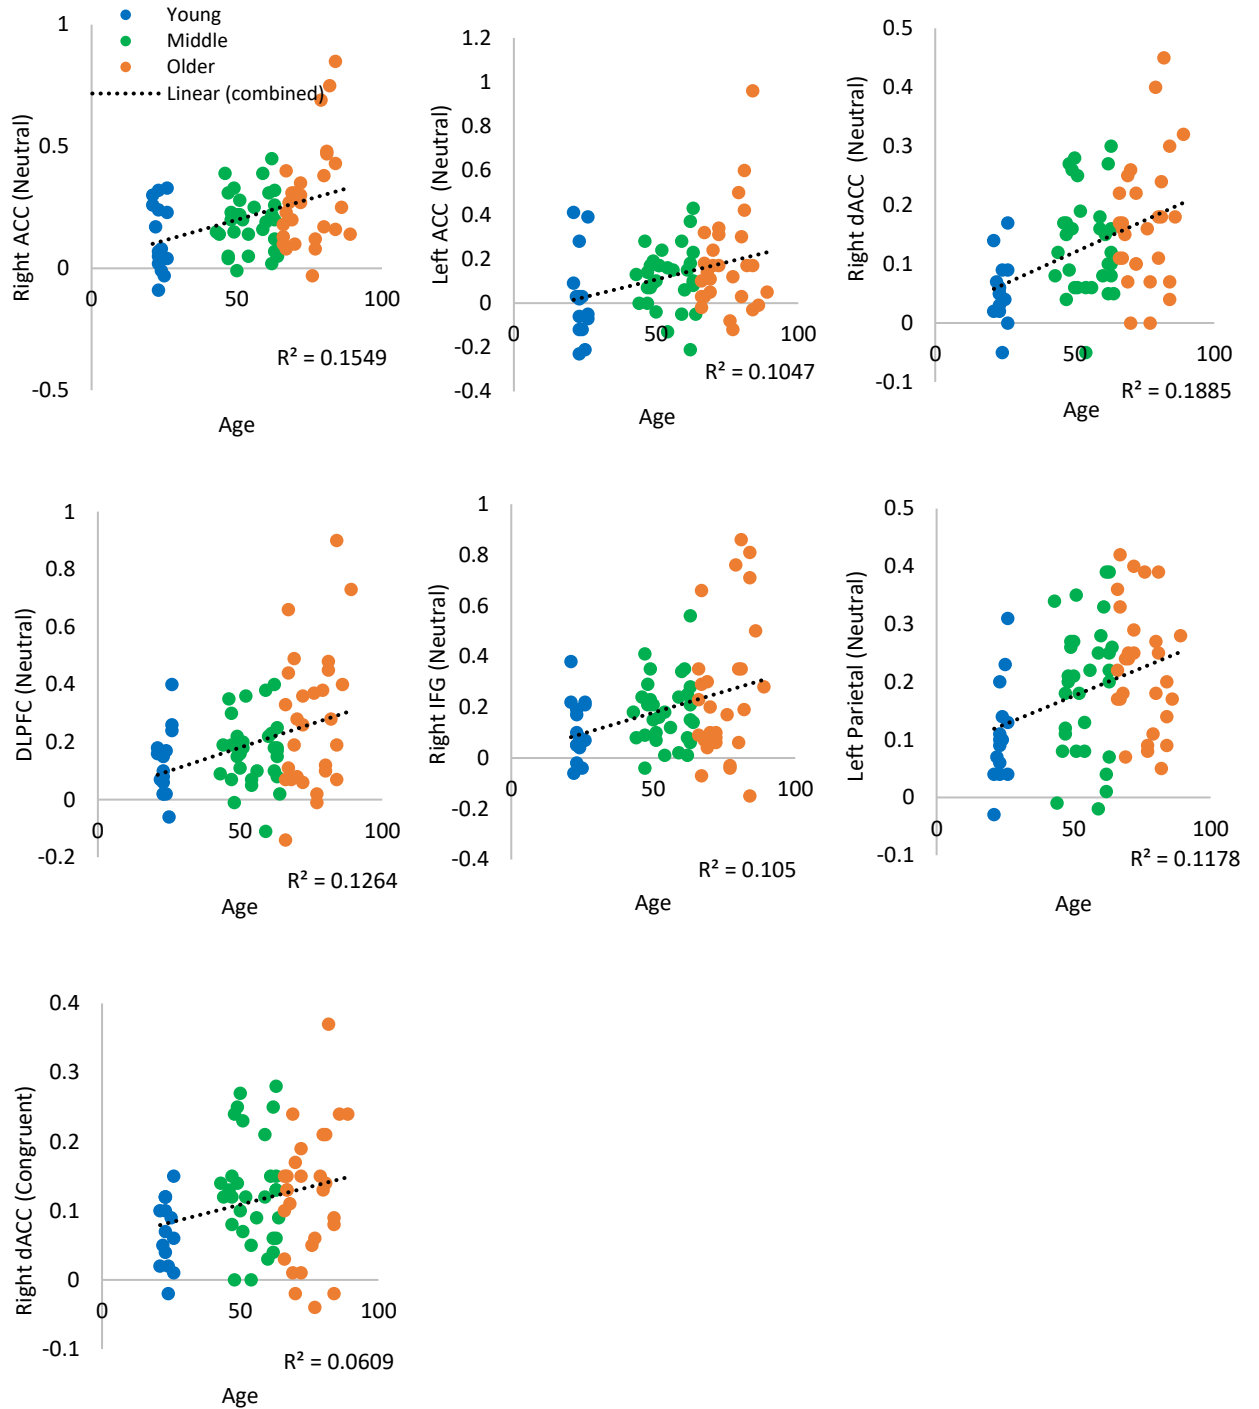 Young
Middle
Older
Linear (combined)
Right ACC (Neutral)
1
0.5
0
-0.5
0
50
100
R² = 0.1549
Age
Left ACC (Neutral)
1.2
1
0.8
0.6
0.4
0.2
0
-0.2
-0.4
0
50
100
R² = 0.1047
Age
Right dACC (Neutral)
0.5
0.4
0.3
0.2
0.1
0
-0.1
0
50
100
R² = 0.1885
Age
DLPFC (Neutral)
1
0.8
0.6
0.4
0.2
0
-0.2
0
50
100
R² = 0.1264
Age
Right IFG (Neutral)
1
0.8
0.6
0.4
0.2
0
-0.2
-0.4
0
50
100
R² = 0.105
Age
Left Parietal (Neutral)
0.5
0.4
0.3
0.2
0.1
0
-0.1
0
50
100
R² = 0.1178
Age
Right dACC (Congruent)
0.4
0.3
0.2
0.1
0
-0.1
0
50
100
R² = 0.0609
Age